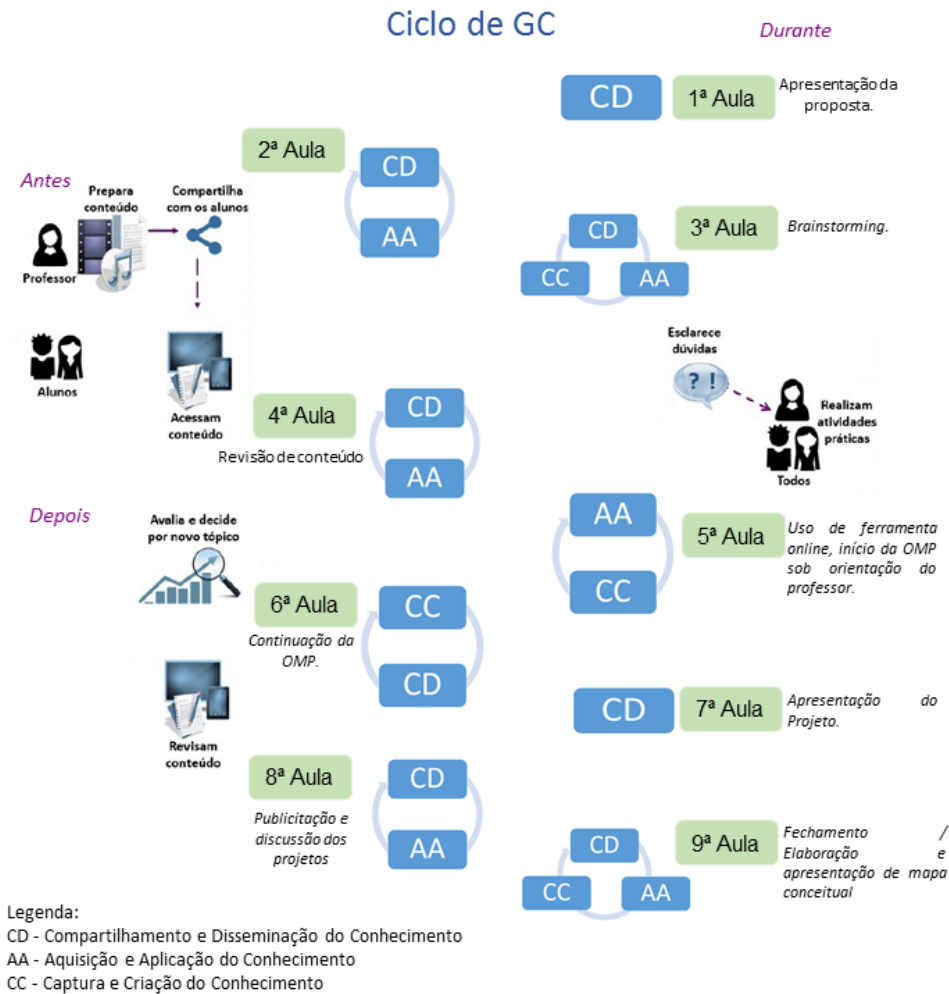 Ciclo de GC
Durante
CD
1ª Aula
Apresentação da
proposta.
2ª Aula
CD
AA
Antes
Prepara
conteúdo
Compartilha
com os alunos
Professor
Alunos
Acessam
conteúdo
3ª Aula
Brainstorming.
CD
CC
AA
Esclarece
dúvidas
? !
Realizam
atividades
práticas
Todos
4ª Aula
Revisão de conteúdo
CD
AA
Depois
Avalia e decide
por novo tópico
AA
CC
5ª Aula
Uso de ferramenta
online, início da OMP
sob orientação do
professor.
6ª Aula
Continuação da
OMP.
CC
CD
Revisam
conteúdo
CD
7ª Aula
Apresentação do
Projeto.
8ª Aula
Publicitação e
discussão dos
projetos
CD
AA
CD
CC
AA
9ª Aula
Fechamento /
Elaboração e
apresentação de mapa
conceitual
Legenda:
CD - Compartilhamento e Disseminação do Conhecimento
AA - Aquisição e Aplicação do Conhecimento
CC - Captura e Criação do Conhecimento